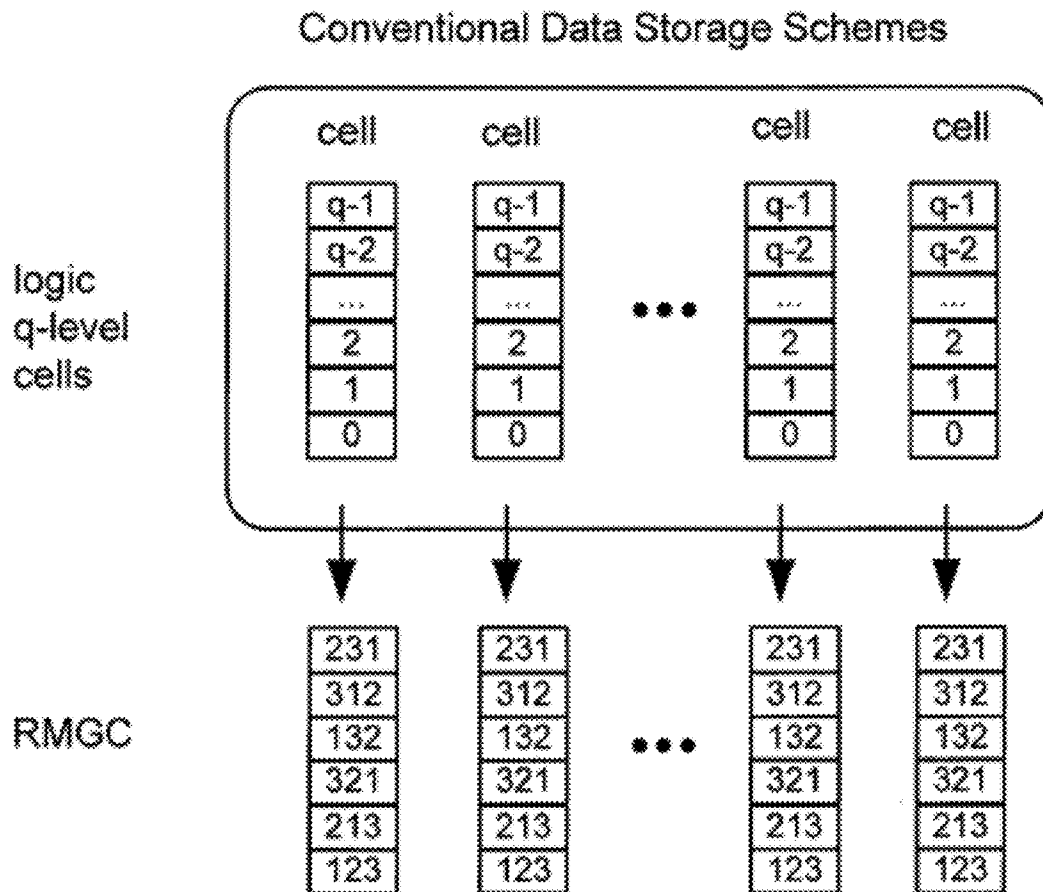 Conventional Data Storage Schemes
cell cell cell cell
q-1 q-1 q-1 q-1
q-2 q-2 q-2 q-2
logic
q-level
cells
... ... ... ...
2 2 2 2
1 1 1 1
0 0 0 0
231 231 231 231
312 312 312 312
RMGC
132 132 132 132
321 321 321 321
213 213 213 213
123 123 123 123